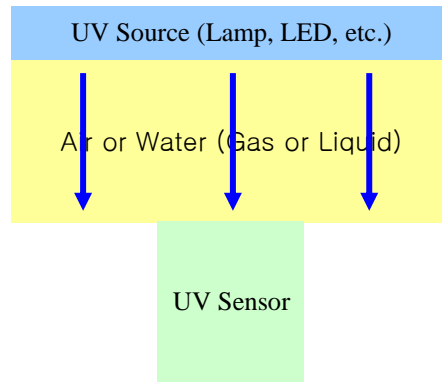 UV Source (Lamp, LED, etc.)
Air or Water (Gas or Liquid)
UV Sensor